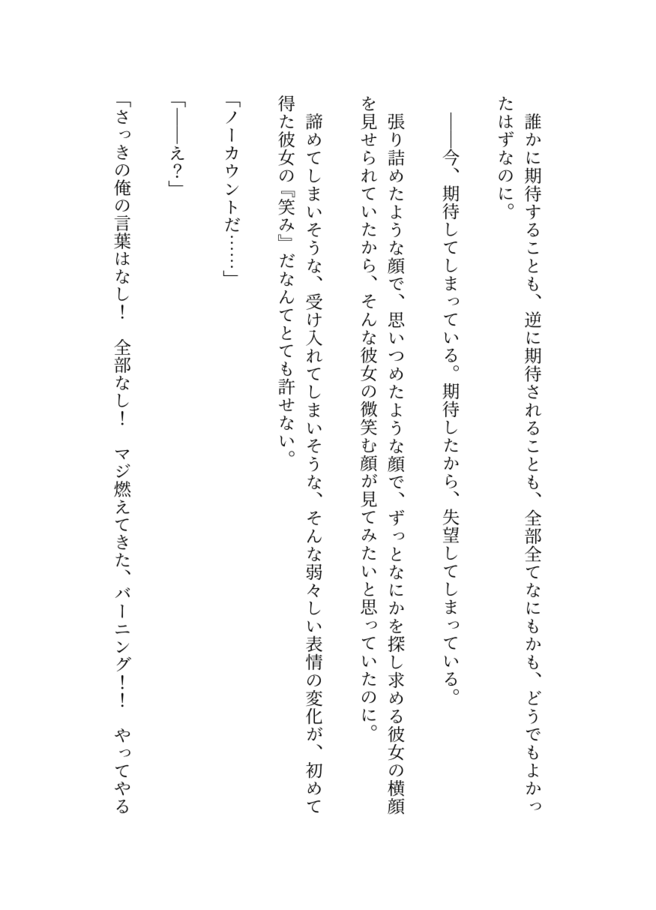 誰かに期待することも、逆に期待されることも、全部全てなにもかも、どうでもよかっ
たはずなのに。
　――今、期待してしまっている。期待したから、失望してしまっている。
　張り詰めたような顔で、思いつめたような顔で、ずっとなにかを探し求める彼女の横顔
を見せられていたから、そんな彼女の微笑む顔が見てみたいと思っていたのに。
　諦めてしまいそうな、受け入れてしまいそうな、そんな弱々しい表情の変化が、初めて
得た彼女の『笑み』だなんてとても許せない。
「ノーカウントだ……」
「――え？」
「さっきの俺の言葉はなし！　全部なし！　マジ燃えてきた、バーニング！！　やってやる